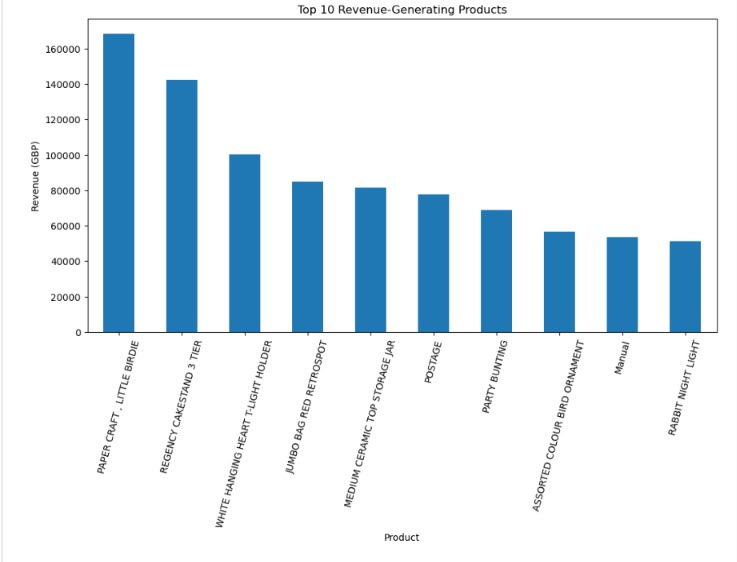 Top 10 Revenue-Generating Products
Revenue (GBP)
160000
140000
120000
100000
80000
60000
40000
20000
0
PAPER CRAFT , LITTLE BIRDIE
REGENCY CAKESTAND 3 TIER
WHITE HANGING HEART T-LIGHT HOLDER
JUMBO BAG RED RETROSPOT
MEDIUM CERAMIC TOP STORAGE JAR
POSTAGE
PARTY BUNTING
ASSORTED COLOUR BIRD ORNAMENT
Manual
RABBIT NIGHT LIGHT
Product